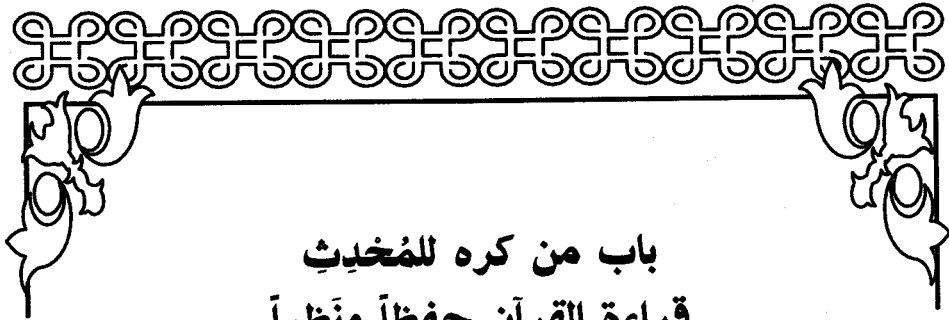 باب من كره للمُحْدِثِ
قراءة القرآن حفظاً ونَظراً